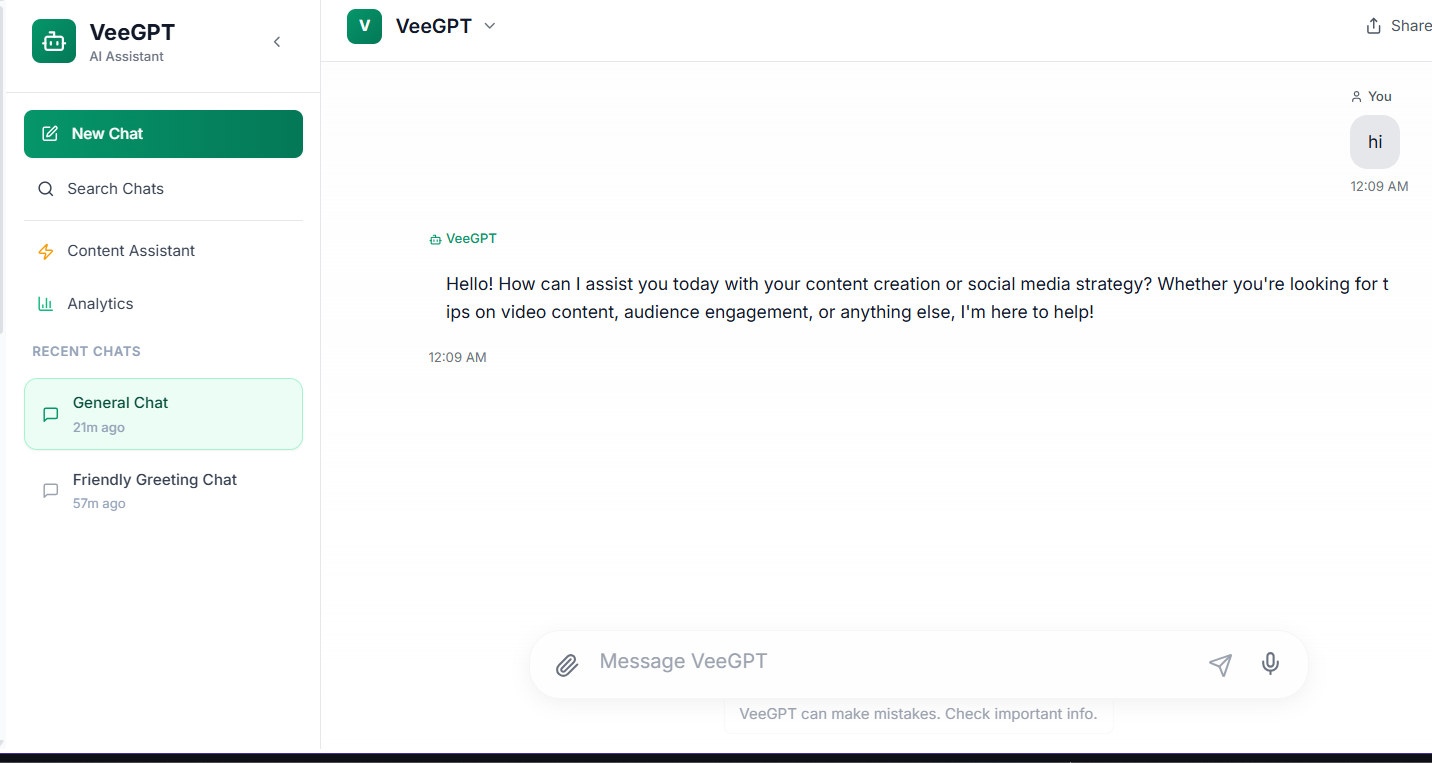 VeeGPT
AI Assistant
New Chat
Search Chats
Content Assistant
Analytics
RECENT CHATS
General Chat
21m ago
Friendly Greeting Chat
57m ago
V VeeGPT
Share
You
hi
12:09 AM
VeeGPT
Hello! How can I assist you today with your content creation or social media strategy? Whether you're looking for t
ips on video content, audience engagement, or anything else, I'm here to help!
12:09 AM
Message VeeGPT
VeeGPT can make mistakes. Check important info.